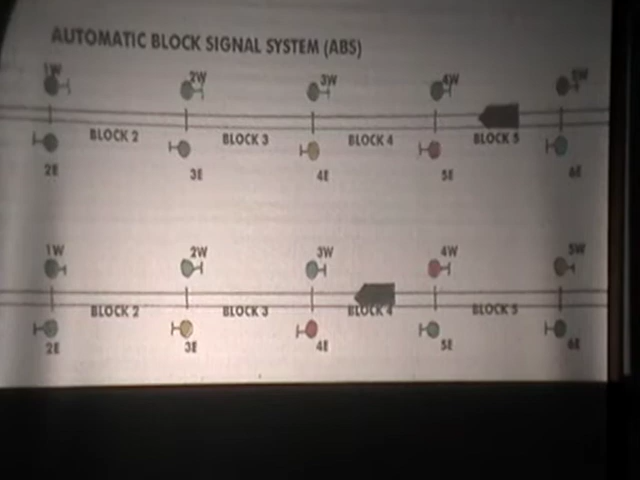 AUTOMATIC BLOCK SIGNAL SYSTEM (ABS)
1W 2W 3W 4W 5W
BLOCK 2 BLOCK 3 BLOCK 4 BLOCK 5
2E 3E 4E 5E 6E
1W 2W 3W 4W 5W
BLOCK 2 BLOCK 3 BLOCK 4 BLOCK 5
2E 3E 4E 5E 6E